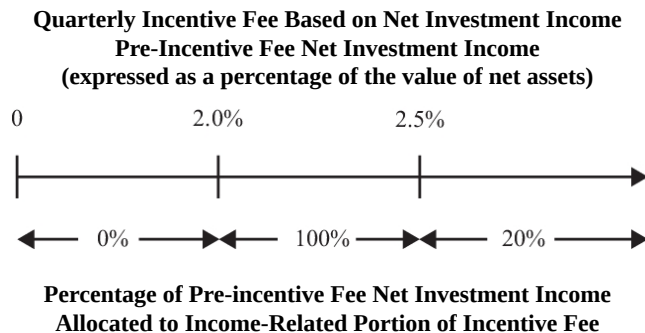 Quarterly Incentive Fee Based on Net Investment Income
Pre-Incentive Fee Net Investment Income
(expressed as a percentage of the value of net assets)
0 2.0% 2.5%
0% 100% 20%
Percentage of Pre-incentive Fee Net Investment Income
Allocated to Income-Related Portion of Incentive Fee